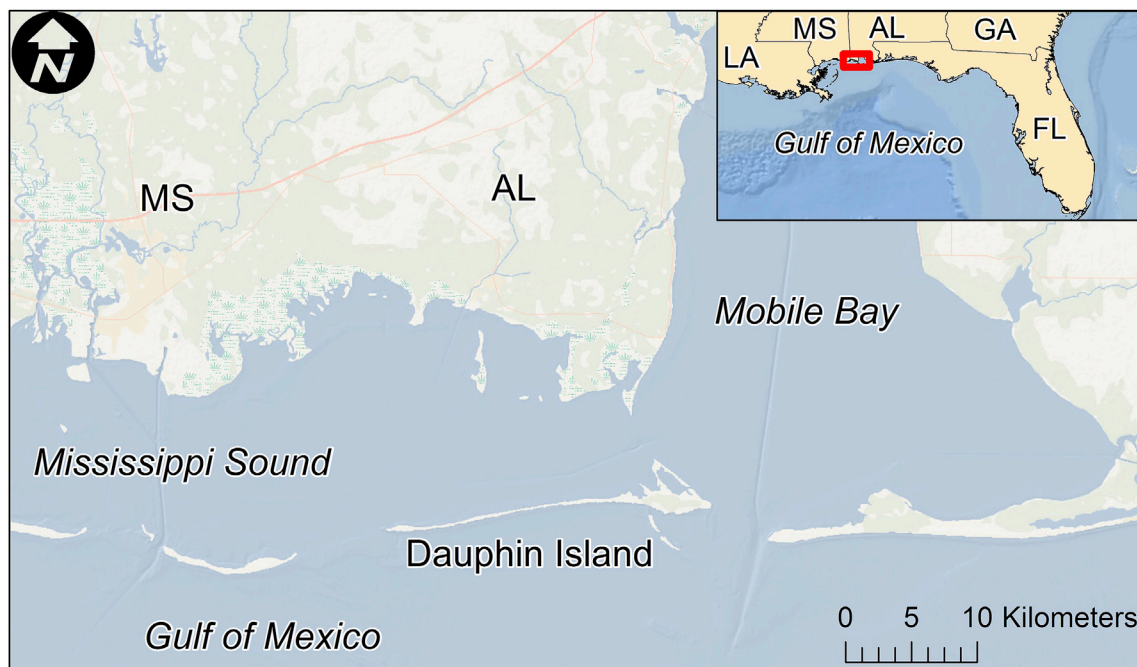 N
MS
AL
GA
LA
FL
Gulf of Mexico
MS
AL
Mobile Bay
Mississippi Sound
Dauphin Island
Gulf of Mexico
0 5 10 Kilometers